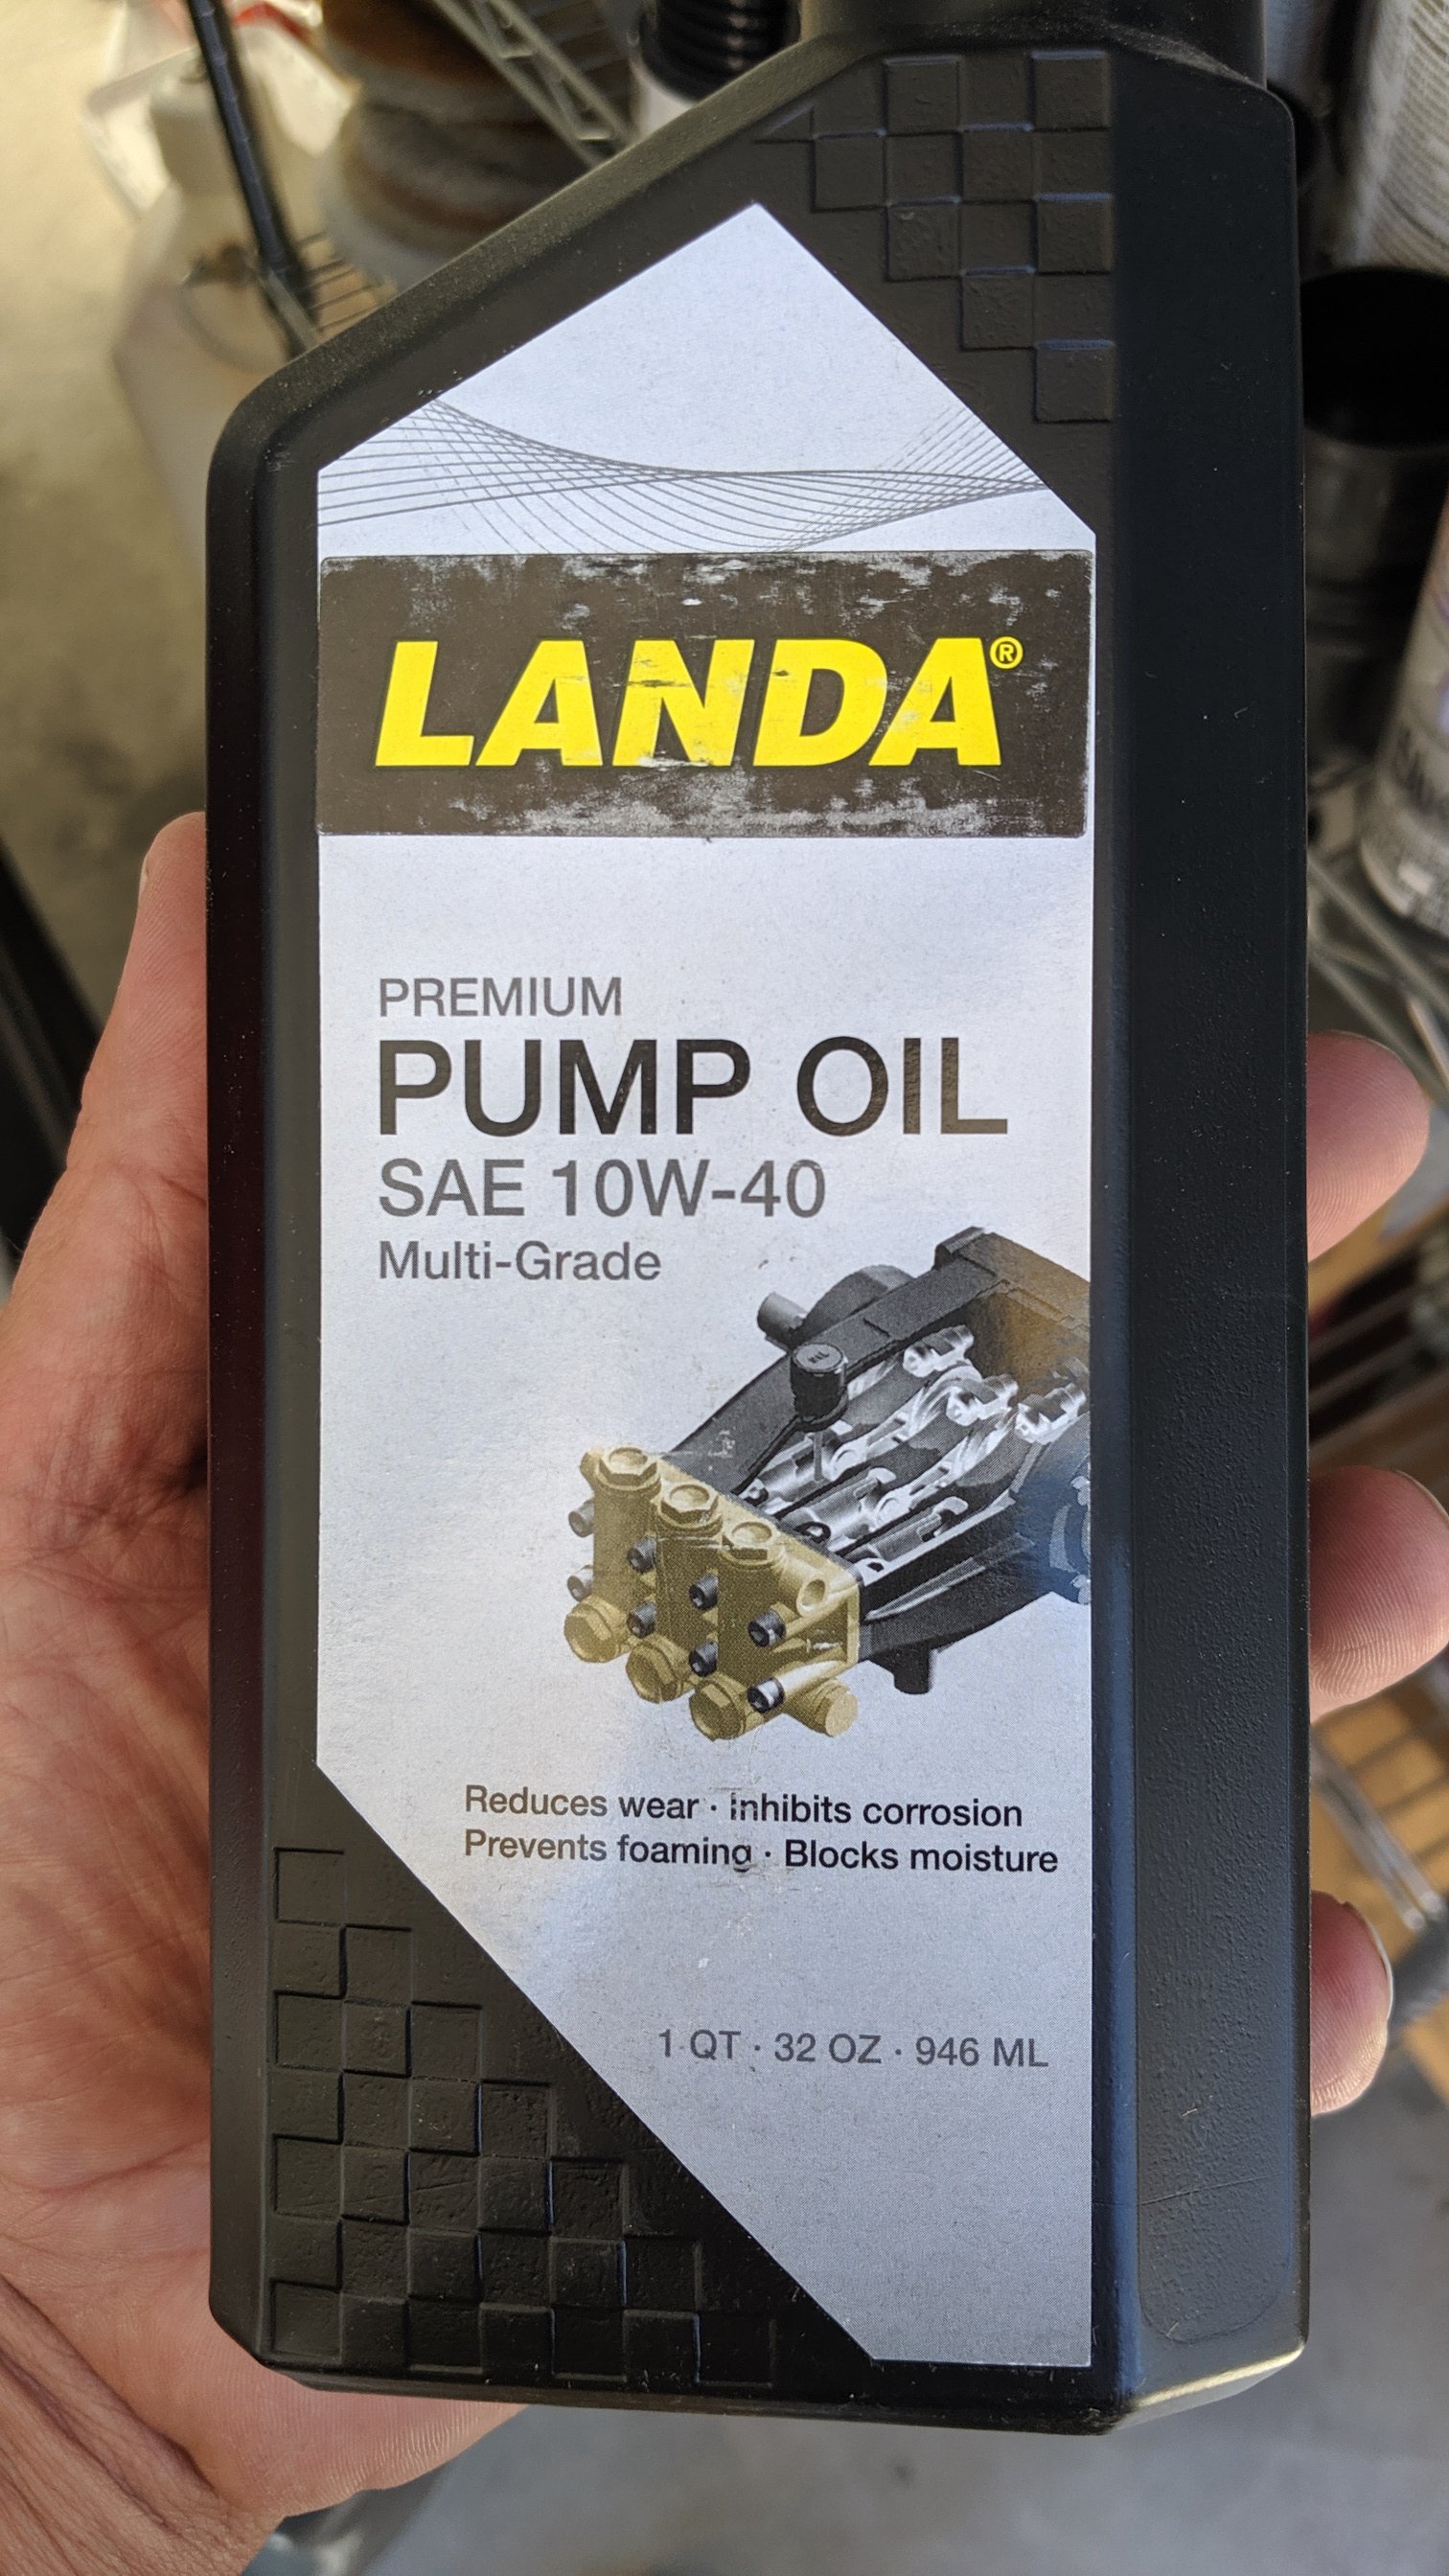 LANDA®
PREMIUM
PUMP OIL
SAE 10W-40
Multi-Grade
OIL
Reduces wear · Inhibits corrosion
Prevents foaming · Blocks moisture
1 QT · 32 OZ · 946 ML